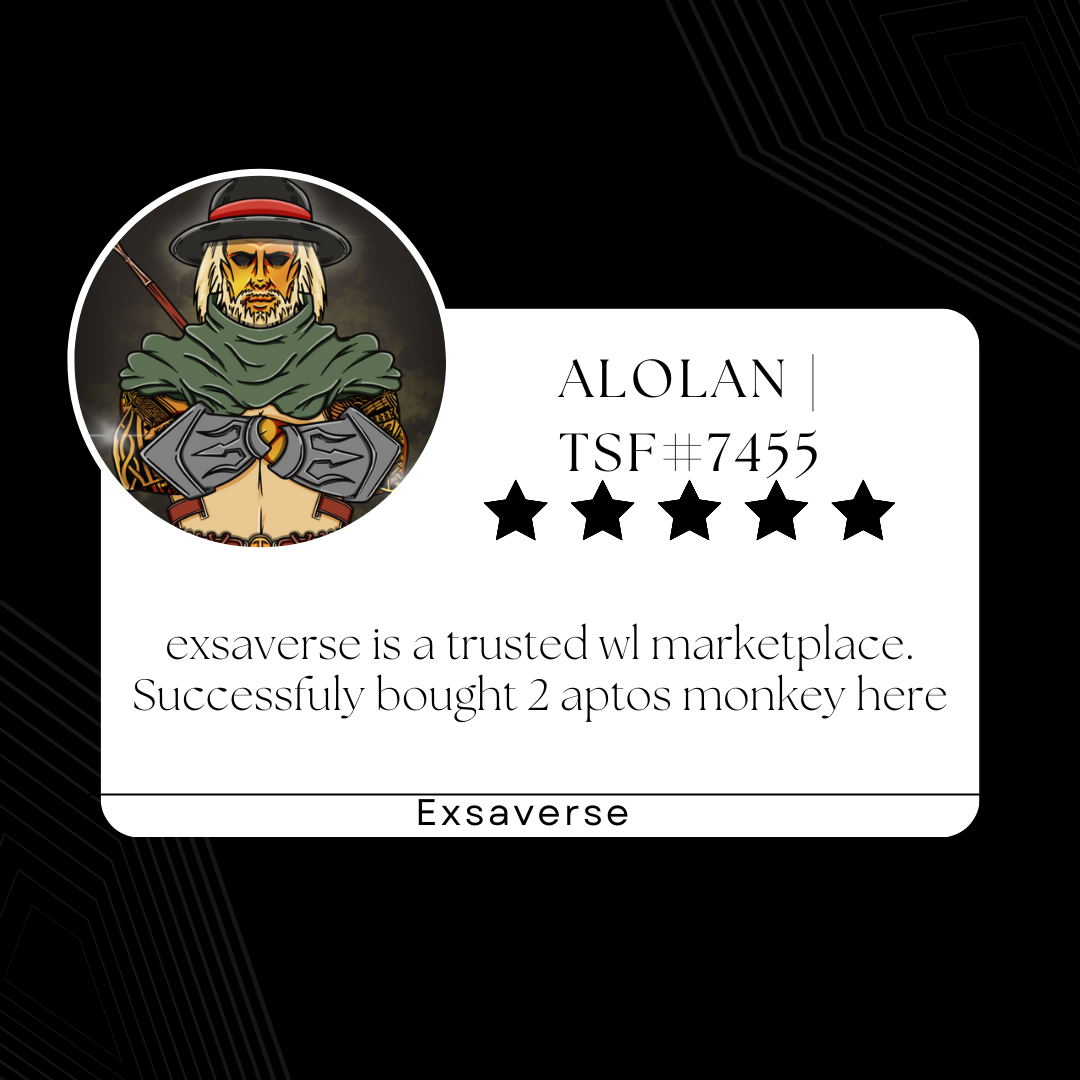 ALOLAN |
TSF#7455
exsaverse is a trusted wl marketplace.
Successfuly bought 2 aptos monkey here
Exsaverse